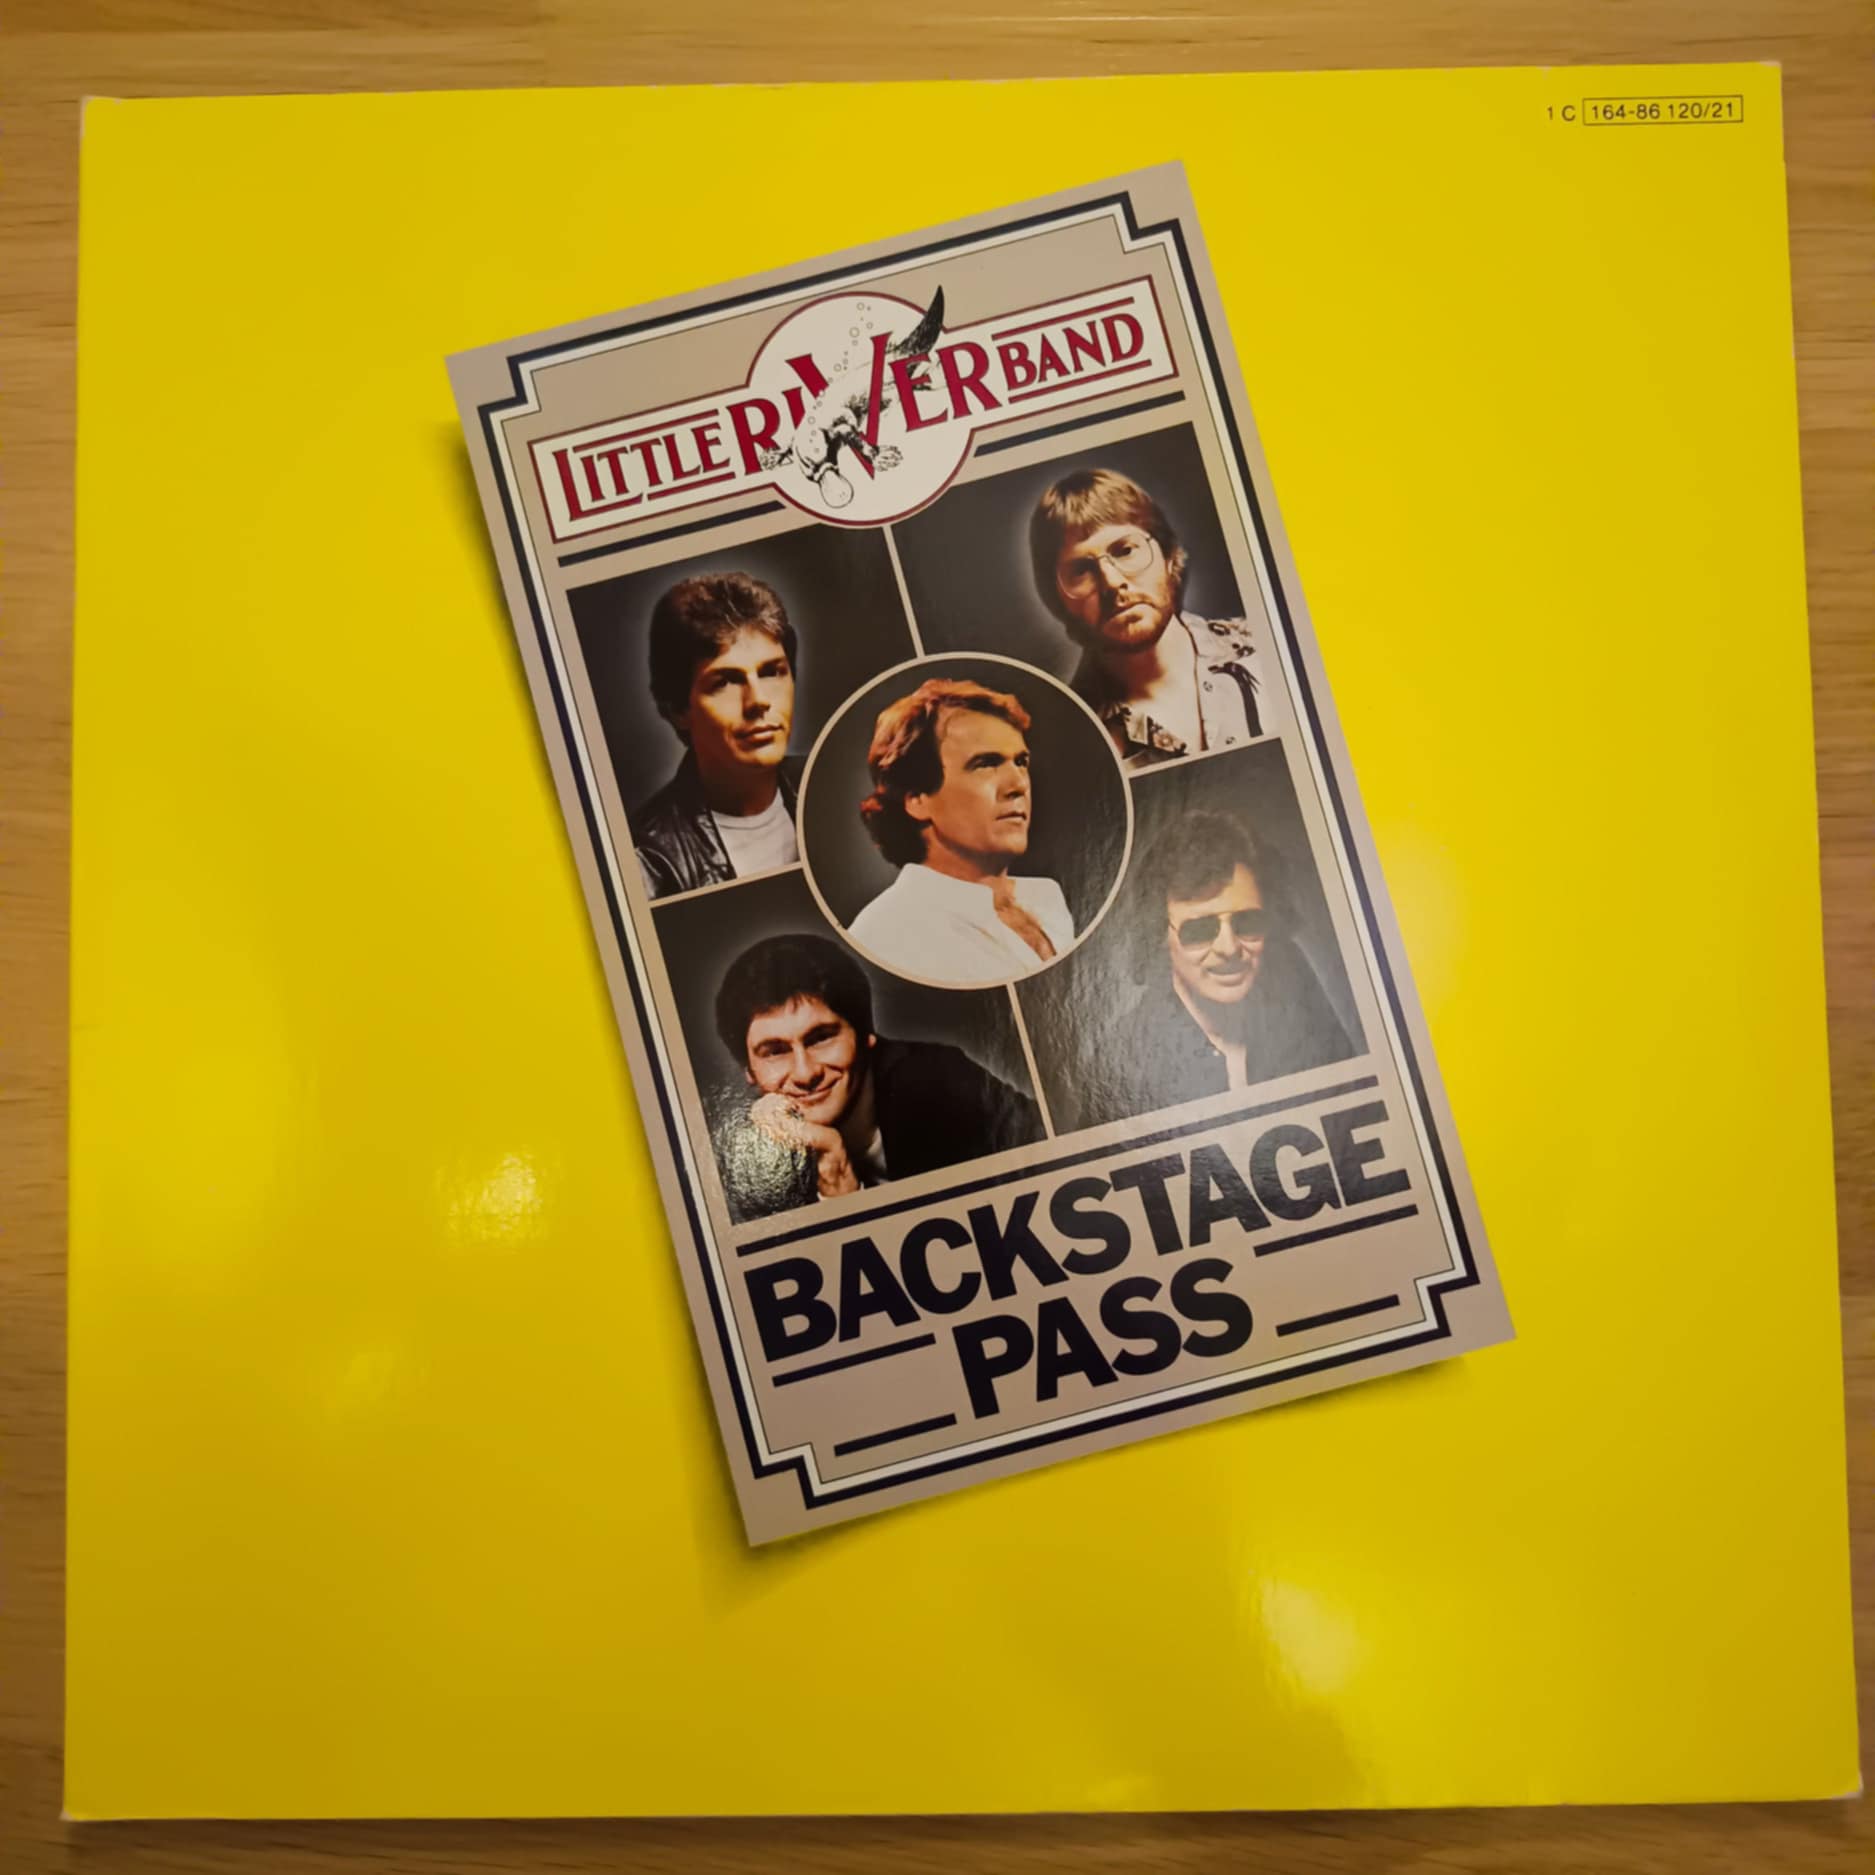 1 C 164-86 120/21
LITTLE RIVER BAND
BACKSTAGE
PASS